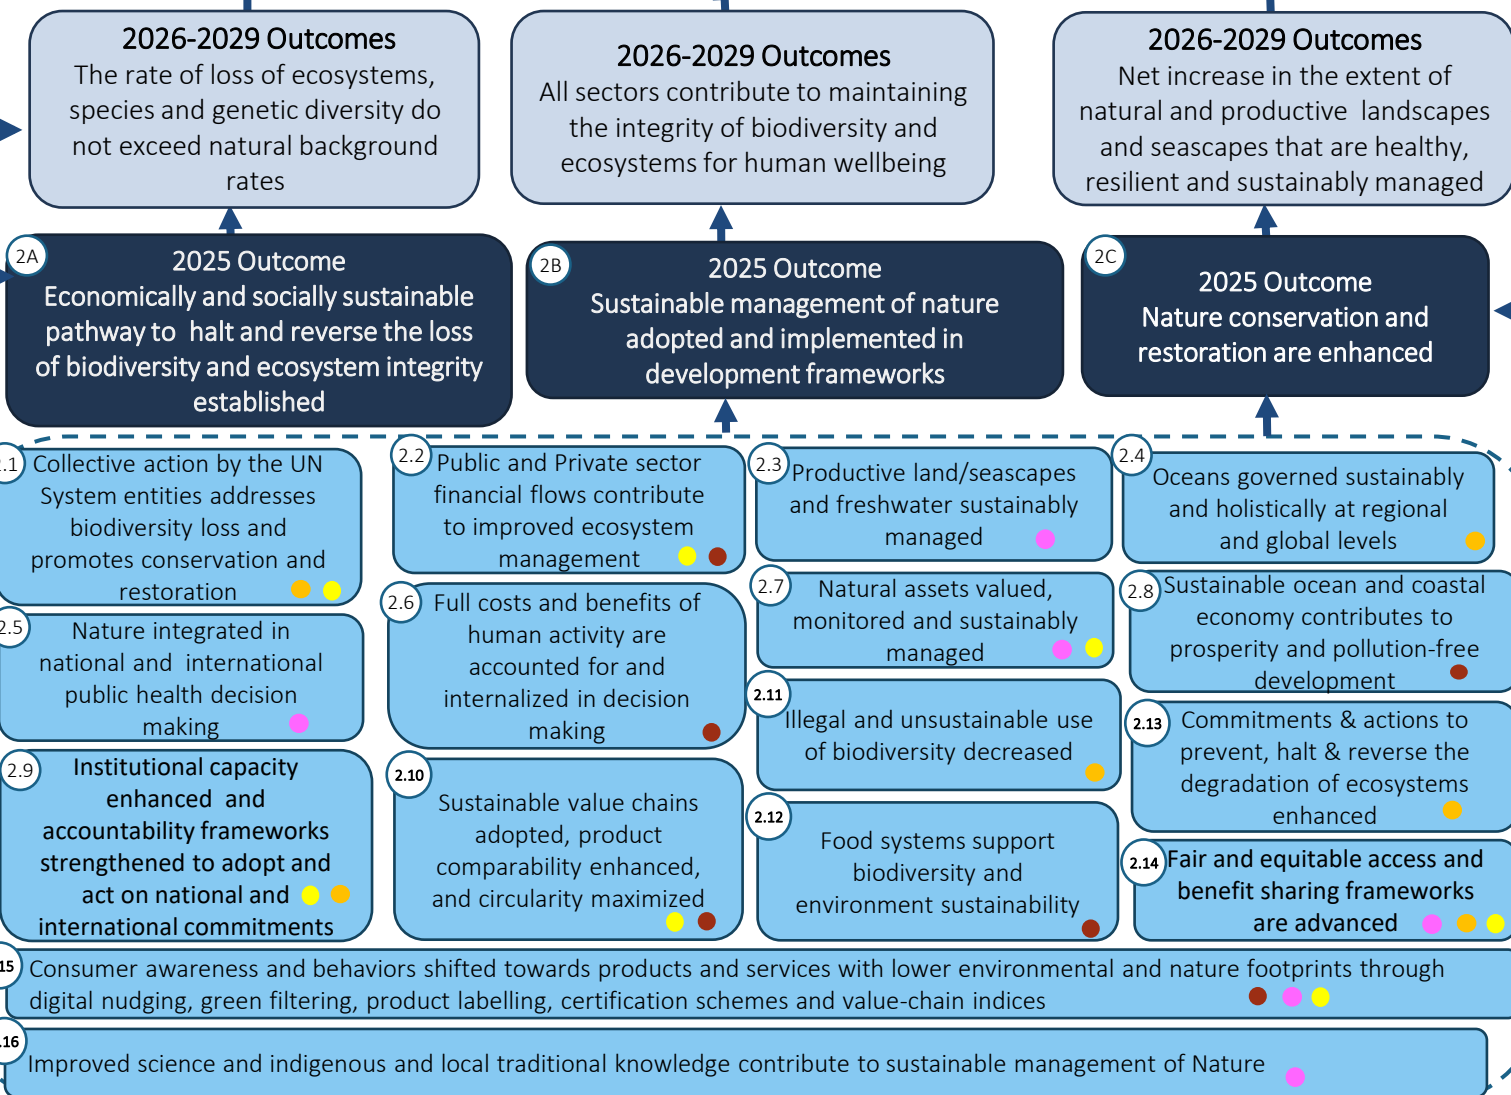 2026-2029 Outcomes
The rate of loss of ecosystems,
species and genetic diversity do
not exceed natural background
rates
2026-2029 Outcomes
All sectors contribute to maintaining
the integrity of biodiversity and
ecosystems for human wellbeing
2026-2029 Outcomes
Net increase in the extent of
natural and productive landscapes
and seascapes that are healthy,
resilient and sustainably managed
2A
2025 Outcome
Economically and socially sustainable
pathway to halt and reverse the loss
of biodiversity and ecosystem integrity
established
2B
2025 Outcome
Sustainable management of nature
adopted and implemented in
development frameworks
2C
2025 Outcome
Nature conservation and
restoration are enhanced
2.1
Collective action by the UN
System entities addresses
biodiversity loss and
promotes conservation and
restoration
2.2
Public and Private sector
financial flows contribute
to improved ecosystem
management
2.3
Productive land/seascapes
and freshwater sustainably
managed
2.4
Oceans governed sustainably
and holistically at regional
and global levels
2.5
Nature integrated in
national and international
public health decision
making
2.6
Full costs and benefits of
human activity are
accounted for and
internalized in decision
making
2.7
Natural assets valued,
monitored and sustainably
managed
2.8
Sustainable ocean and coastal
economy contributes to
prosperity and pollution-free
development
2.9
Institutional capacity
enhanced and
accountability frameworks
strengthened to adopt and
act on national and
international commitments
2.10
Sustainable value chains
adopted, product
comparability enhanced,
and circularity maximized
2.11
Illegal and unsustainable use
of biodiversity decreased
2.12
Food systems support
biodiversity and
environment sustainability
2.13
Commitments & actions to
prevent, halt & reverse the
degradation of ecosystems
enhanced
2.14
Fair and equitable access and
benefit sharing frameworks
are advanced
15
Consumer awareness and behaviors shifted towards products and services with lower environmental and nature footprints through
digital nudging, green filtering, product labelling, certification schemes and value-chain indices
.16
Improved science and indigenous and local traditional knowledge contribute to sustainable management of Nature